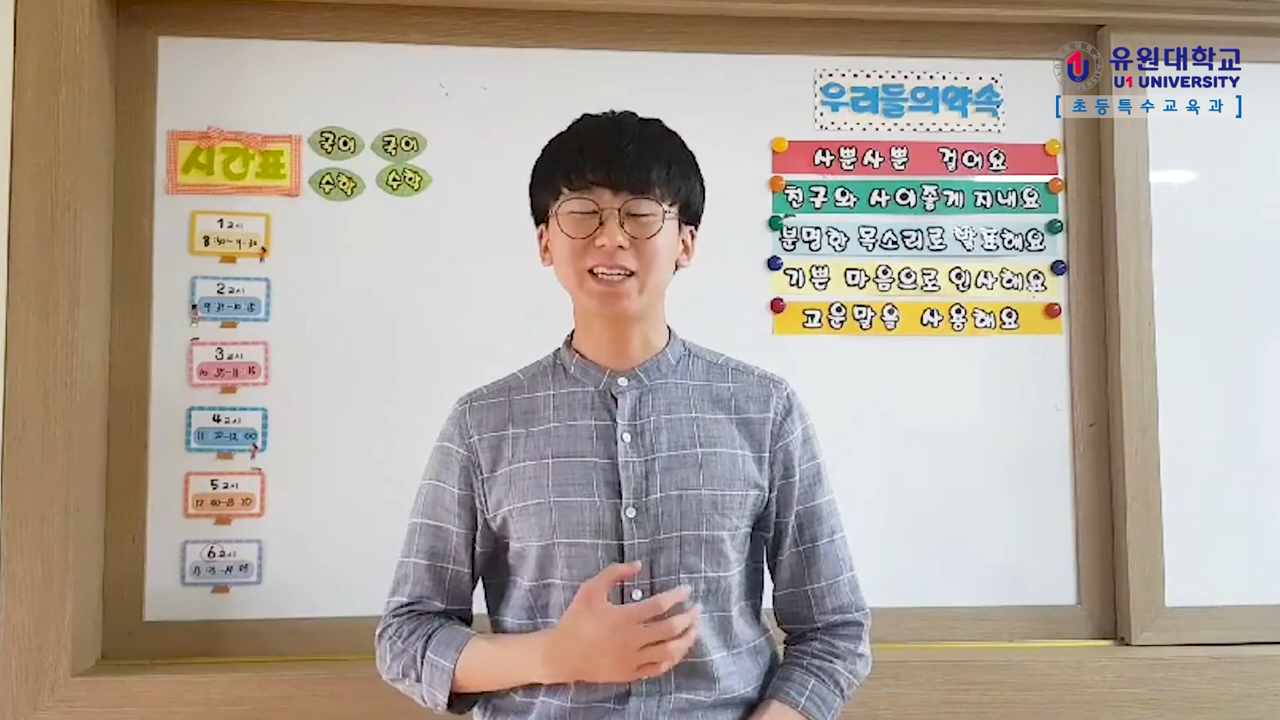 유원대학교
U1 UNIVERSITY
[초등특수교육과]
우리들의약속
사뿐사뿐 걸어요
친구와 사이좋게 지내요
분명한 목소리로 발표해요
기쁜 마음으로 인사해요
고운말을 사용해요
시간표
국어 국어
수학 수학
1교시
2교시
3교시
4교시
11:20-12:00
5교시
6교시